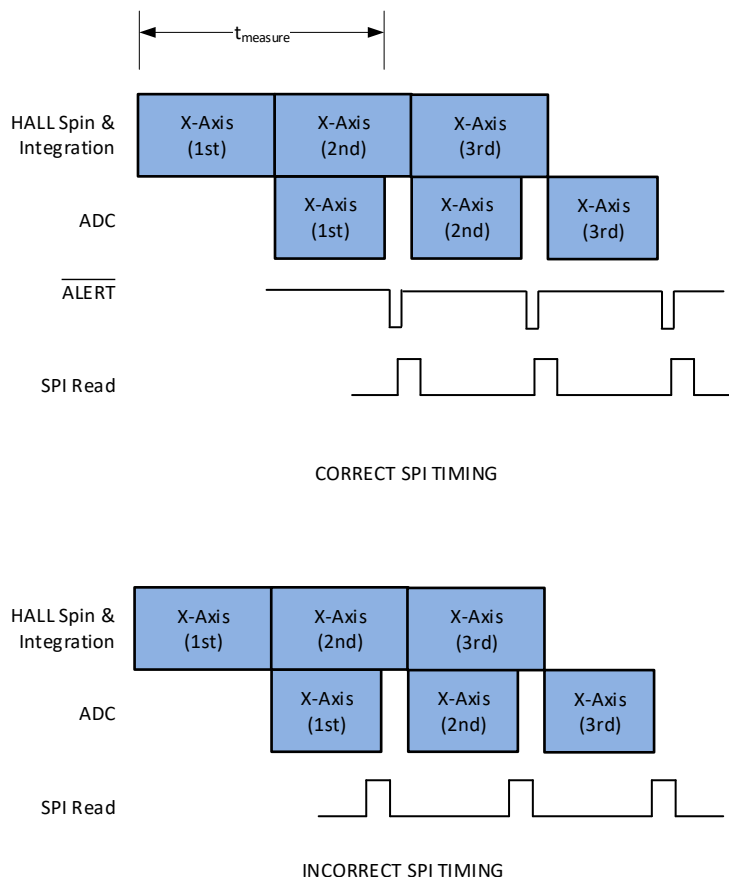 tmeasure
HALL Spin &
Integration
X-Axis
(1st)
X-Axis
(2nd)
X-Axis
(3rd)
ADC
X-Axis
(1st)
X-Axis
(2nd)
X-Axis
(3rd)
ALERT
SPI Read
CORRECT SPI TIMING
HALL Spin &
Integration
X-Axis
(1st)
X-Axis
(2nd)
X-Axis
(3rd)
ADC
X-Axis
(1st)
X-Axis
(2nd)
X-Axis
(3rd)
SPI Read
INCORRECT SPI TIMING